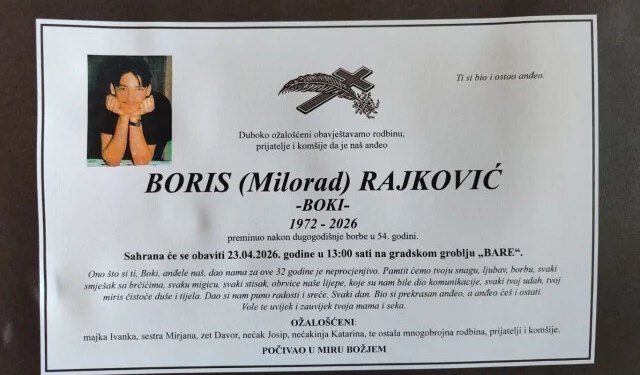 Ti si bio i ostao anđeo.
Duboko ožalošćeni obavještavamo rodbinu,
prijatelje i komšije da je naš anđeo
BORIS (Milorad) RAJKOVIĆ
-BOKI-
1972 - 2026
preminuo nakon dugogodišnje borbe u 54. godini.
Sahrana će se obaviti 23.04.2026. godine u 13:00 sati na gradskom groblju „BARE“.
Ono što si ti, Boki, anđele naš, dao nama za ove 32 godine je neprocjenjivo. Pamtit ćemo tvoju snagu, ljubav, borbu, svaki
smješak sa brčićima, svaku migicu, svaki stisak, obrvice naše lijepe, koje su nam bile dio komunikacije, svaki tvoj udah, tvoj
miris čistoće duše i tijela. Dao si nam puno radosti i sreće. Svaki dan. Bio si prekrasan anđeo, a anđeo ćeš i ostati.
Vole te uvijek i zauvijek tvoja mama i seka.
OŽALOŠĆENI:
majka Ivanka, sestra Mirjana, zet Davor, nećak Josip, nećakinja Katarina, te ostala mnogobrojna rodbina, prijatelji i komšije.
POČIVAO U MIRU BOŽJEM